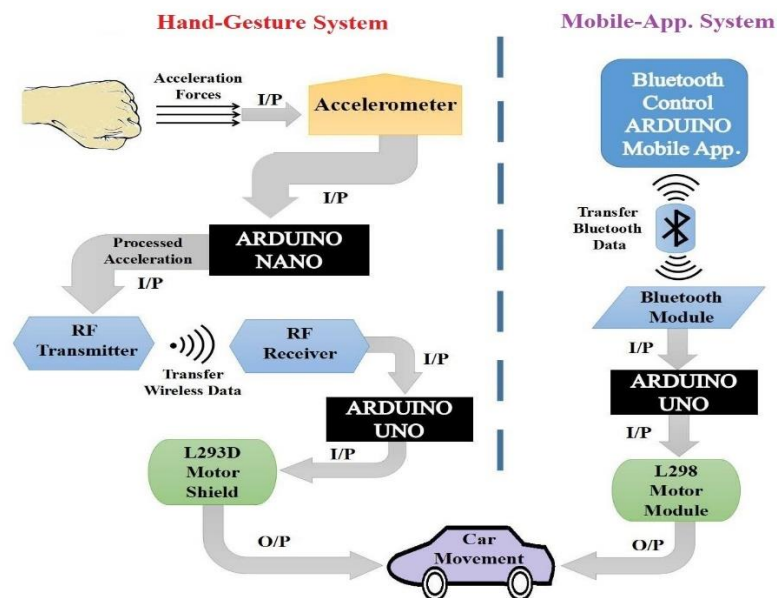 Hand-Gesture System
Acceleration
Forces
I/P
Accelerometer
I/P
ARDUINO
NANO
Processed
Acceleration
I/P
RF
Transmitter
Transfer
Wireless Data
RF
Receiver
I/P
ARDUINO
UNO
I/P
L293D
Motor
Shield
O/P
Car
Movement
Mobile-App. System
Bluetooth
Control
ARDUINO
Mobile App.
Transfer
Bluetooth
Data
Bluetooth
Module
I/P
ARDUINO
UNO
I/P
L298
Motor
Module
O/P